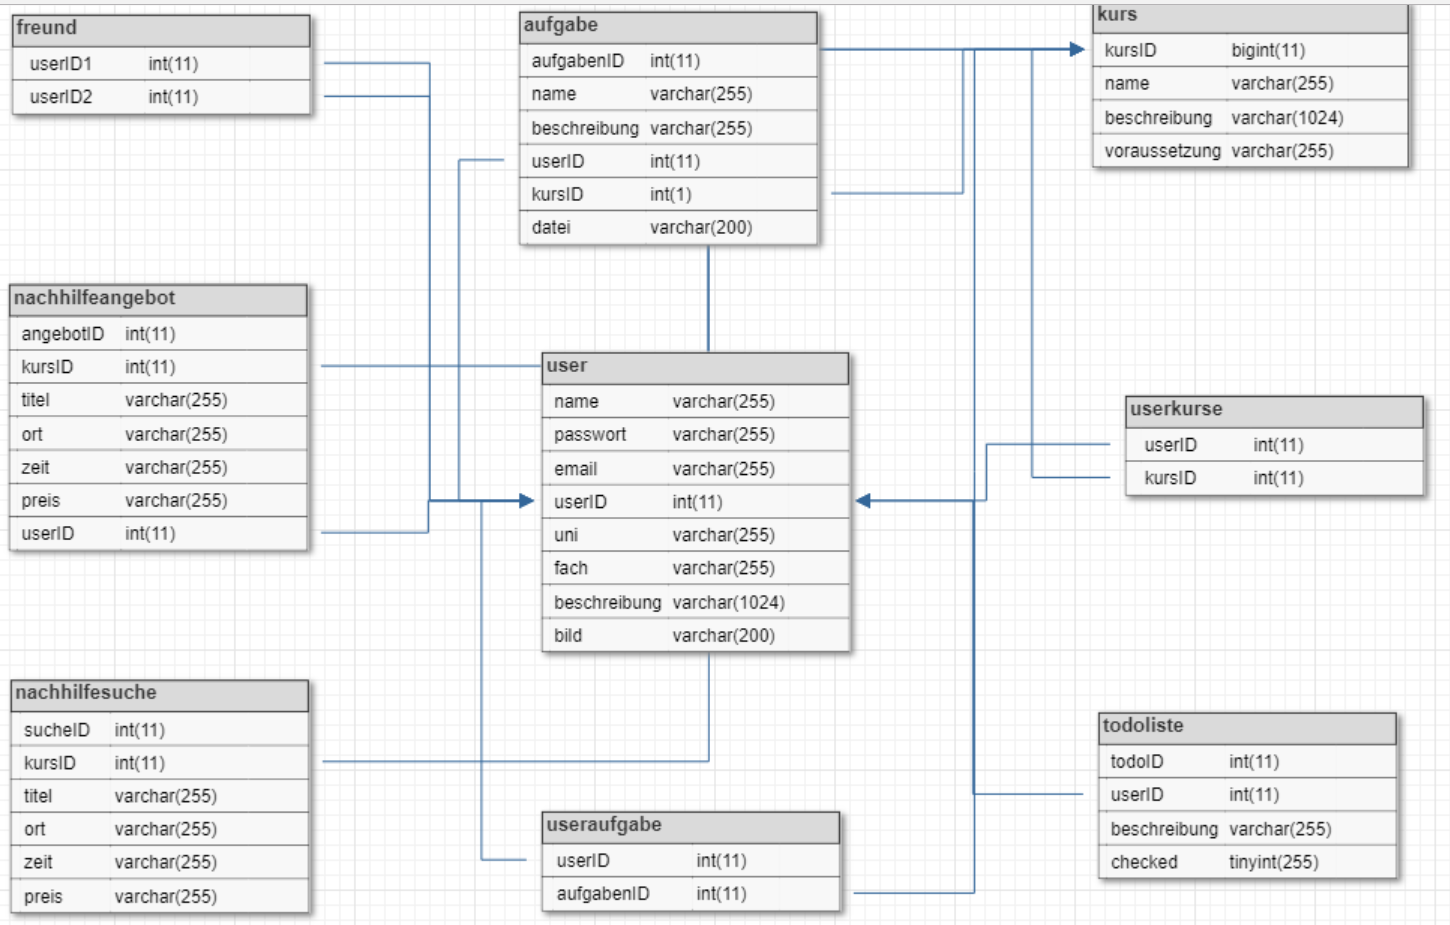 freund
userID1 int(11)
userID2 int(11)
aufgabe
aufgabenID int(11)
name varchar(255)
beschreibung varchar(255)
userID int(11)
kursID int(1)
datei varchar(200)
kurs
kursID bigint(11)
name varchar(255)
beschreibung varchar(1024)
voraussetzung varchar(255)
nachhilfeangebot
angebotID int(11)
kursID int(11)
titel varchar(255)
ort varchar(255)
zeit varchar(255)
preis varchar(255)
userID int(11)
user
name varchar(255)
passwort varchar(255)
email varchar(255)
userID int(11)
uni varchar(255)
fach varchar(255)
beschreibung varchar(1024)
bild varchar(200)
userkurse
userID int(11)
kursID int(11)
nachhilfesuche
sucheID int(11)
kursID int(11)
titel varchar(255)
ort varchar(255)
zeit varchar(255)
preis varchar(255)
useraufgabe
userID int(11)
aufgabenID int(11)
todoliste
todoID int(11)
userID int(11)
beschreibung varchar(255)
checked tinyint(255)